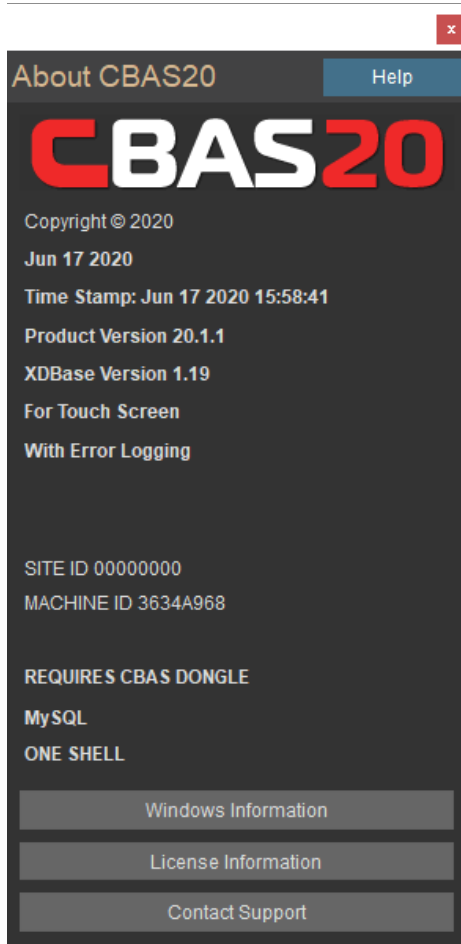 x
About CBAS20 Help
CBAS20
Copyright © 2020
Jun 17 2020
Time Stamp: Jun 17 2020 15:58:41
Product Version 20.1.1
XDBase Version 1.19
For Touch Screen
With Error Logging
SITE ID 00000000
MACHINE ID 3634A968
REQUIRES CBAS DONGLE
MySQL
ONE SHELL
Windows Information
License Information
Contact Support